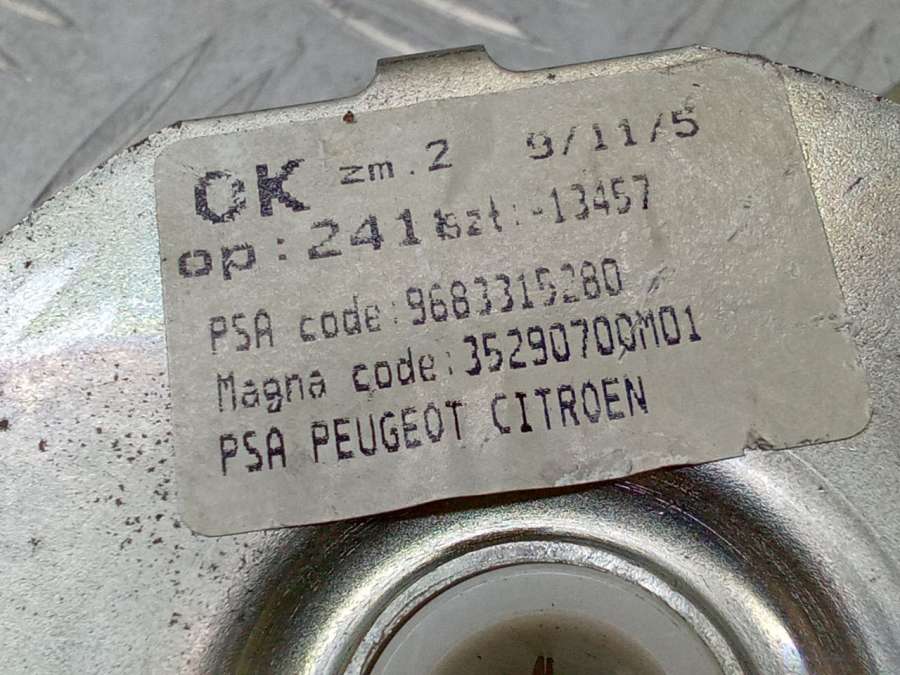 OK zm.2 9/11/5
op:241 szt:-13457
PSA code:9683315280
Magna code:35290700M01
PSA PEUGEOT CITROEN